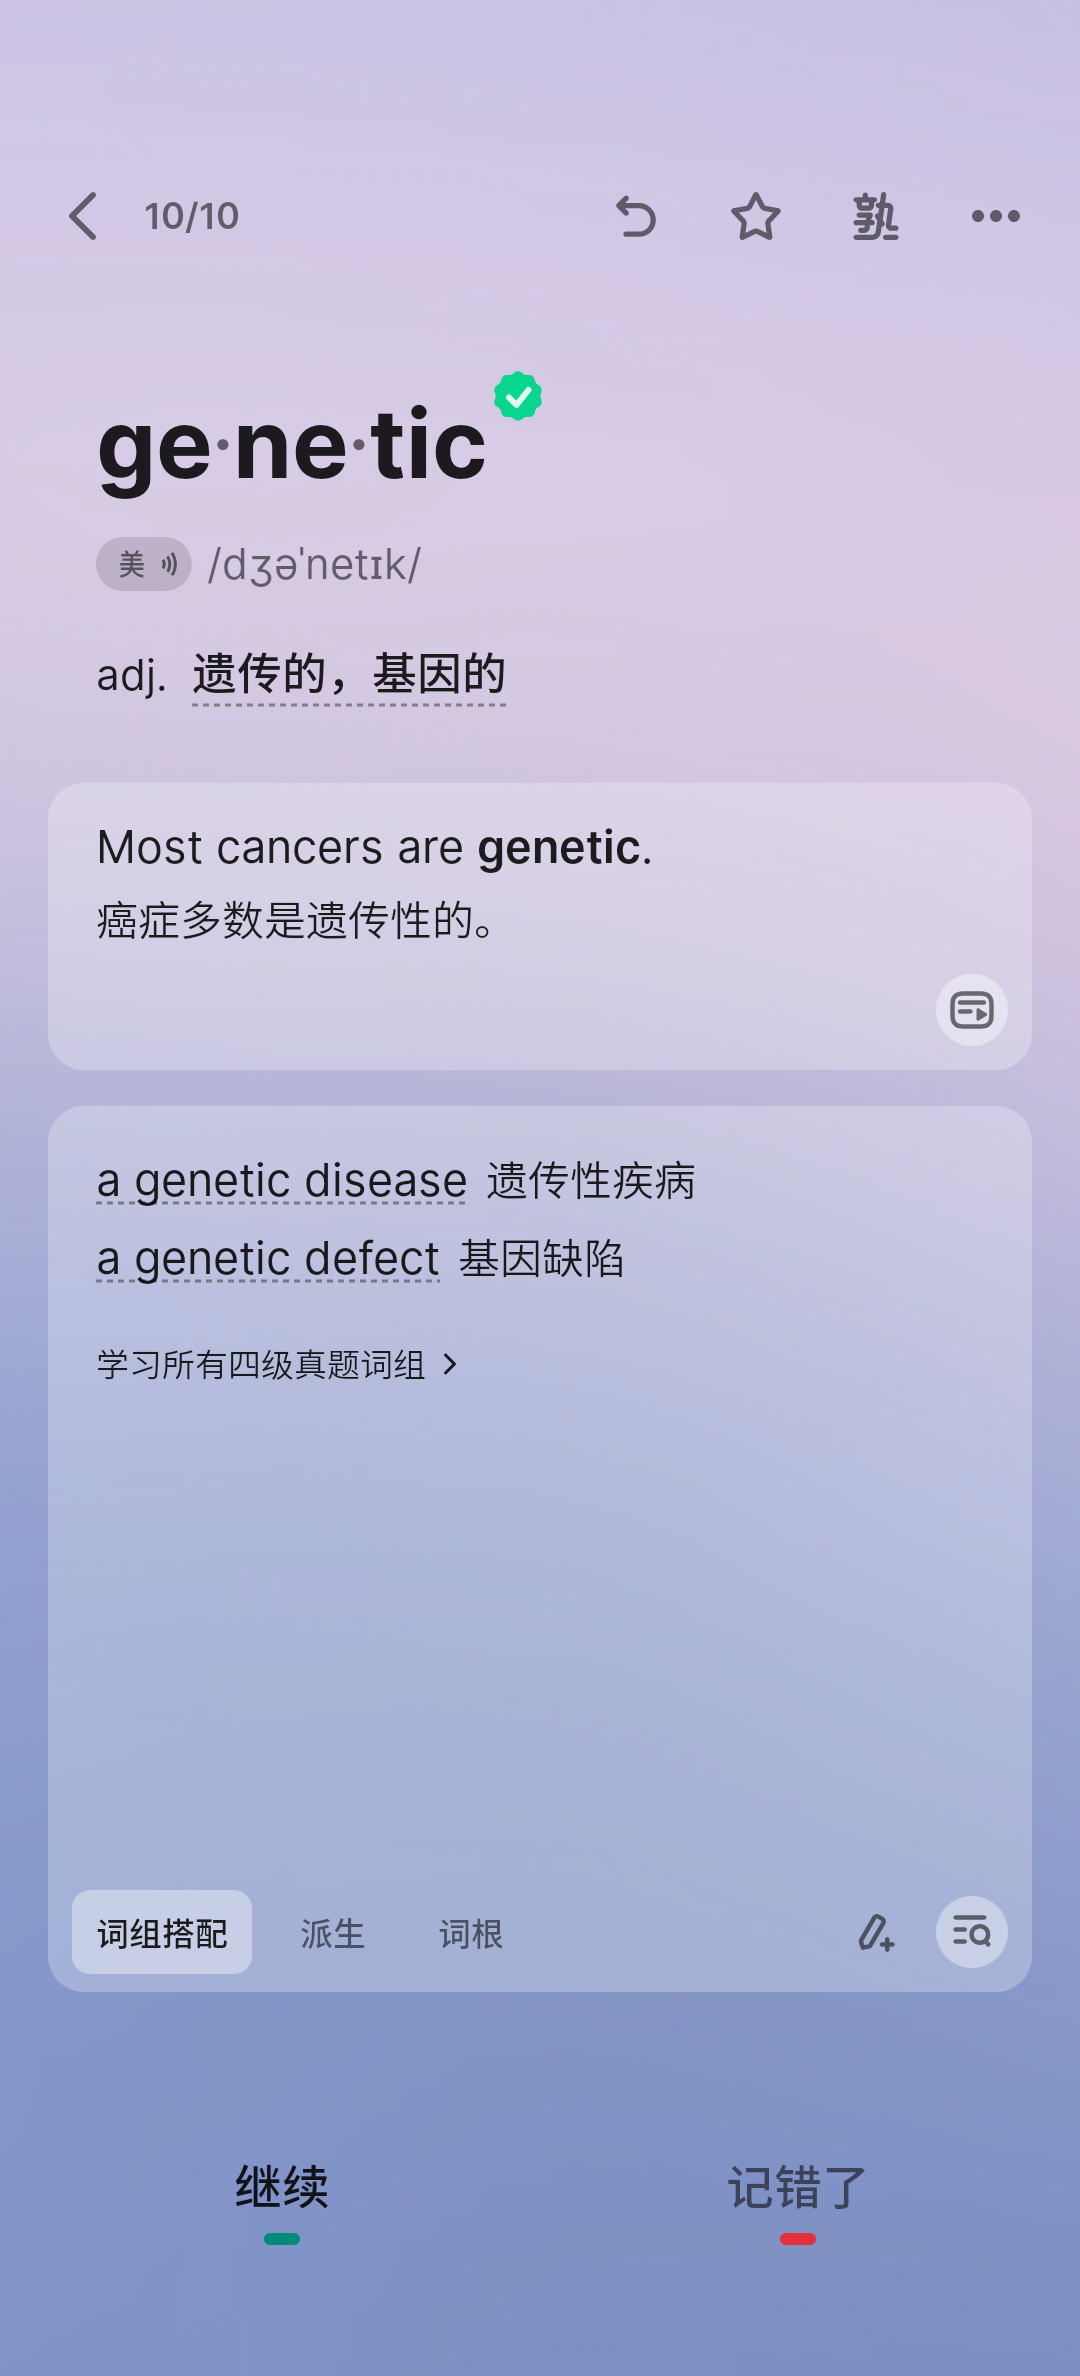 10/10
ge·ne·tic
美 /dʒəˈnetɪk/
adj. 遗传的，基因的
Most cancers are genetic.
癌症多数是遗传性的。
a genetic disease 遗传性疾病
a genetic defect 基因缺陷
学习所有四级真题词组
词组搭配 派生 词根
继续 记错了